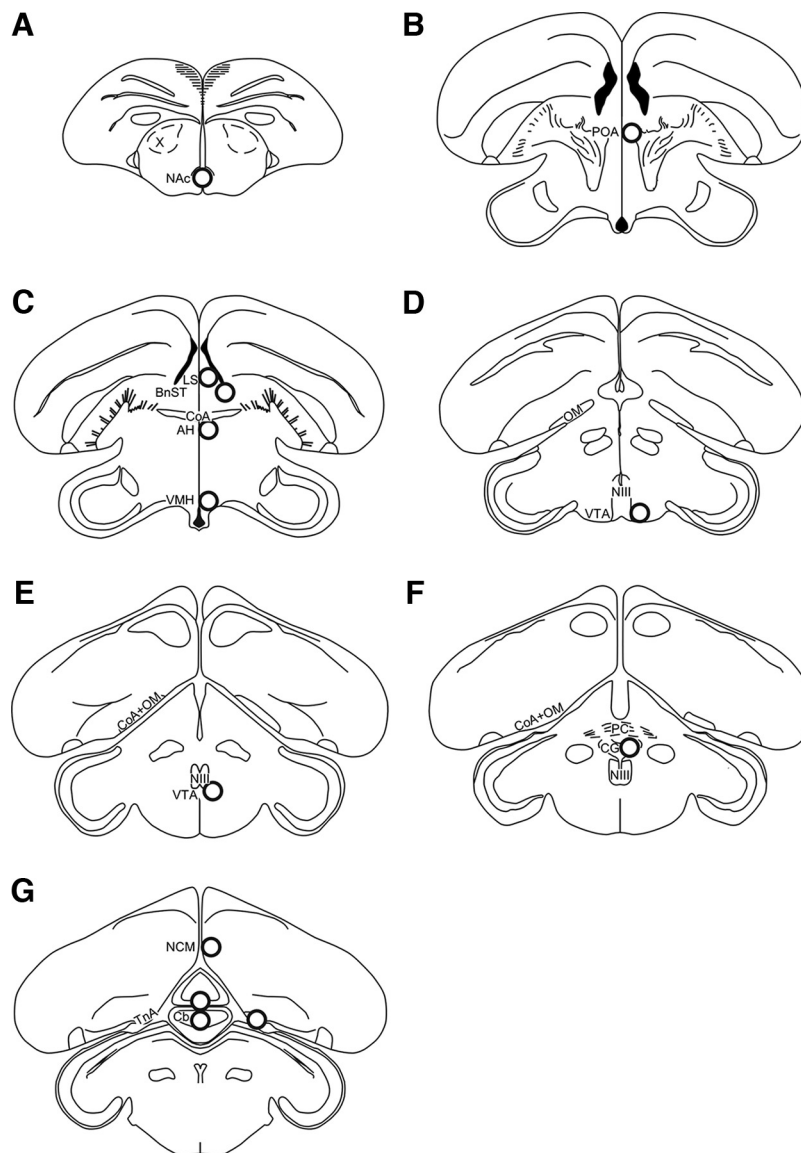 A
X
NAc
B
POA
C
LS
BnST
CoA
AH
VMH
D
OM
NIII
VTA
E
CoA+OM
NIII
VTA
F
CoA+OM
PC
CG
NIII
G
NCM
TnA
Cb